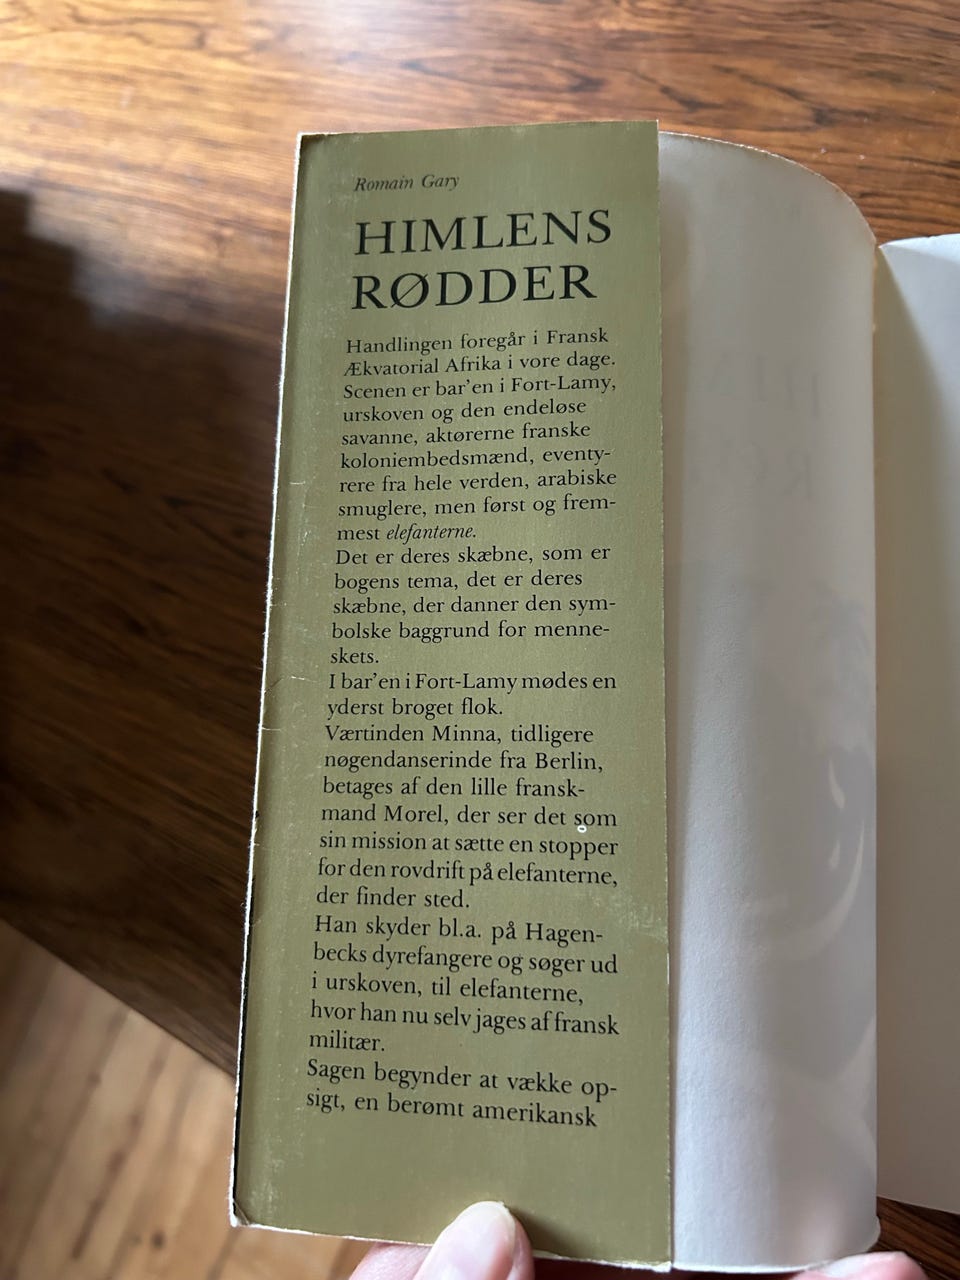 Romain Gary
HIMLENS
RØDDER
Handlingen foregår i Fransk
Ækvatorial Afrika i vore dage.
Scenen er bar'en i Fort-Lamy,
urskoven og den endeløse
savanne, aktørerne franske
koloniembedsmænd, eventy-
rere fra hele verden, arabiske
smuglere, men først og frem-
mest elefanterne.
Det er deres skæbne, som er
bogens tema, det er deres
skæbne, der danner den sym-
bolske baggrund for menne-
skets.
I bar'en i Fort-Lamy mødes en
yderst broget flok.
Værtinden Minna, tidligere
nøgendanserinde fra Berlin,
betages af den lille fransk-
mand Morel, der ser det som
sin mission at sætte en stopper
for den rovdrift på elefanterne,
der finder sted.
Han skyder bl.a. på Hagen-
becks dyrefangere og søger ud
i urskoven, til elefanterne,
hvor han nu selv jages af fransk
militær.
Sagen begynder at vække op-
sigt, en berømt amerikansk